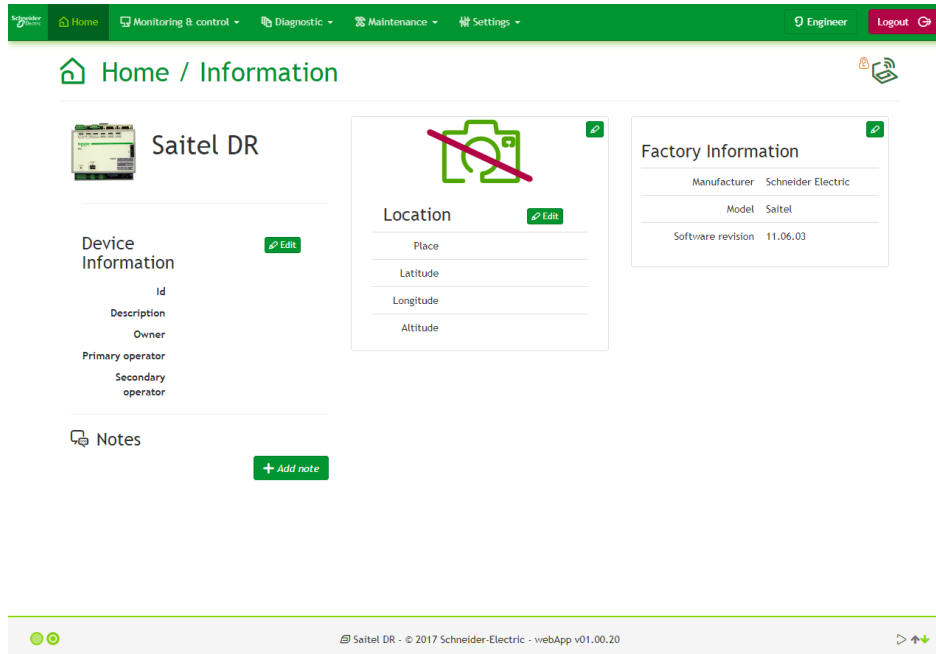 Schneider Electric
Home
Monitoring & control
Diagnostic
Maintenance
Settings
Engineer
Logout
Home / Information
Saitel DR
Device
Information
Edit
Id
Description
Owner
Primary operator
Secondary
operator
Notes
Add note
Location
Edit
Place
Latitude
Longitude
Altitude
Factory Information
Manufacturer Schneider Electric
Model Saitel
Software revision 11.06.03
Saitel DR - © 2017 Schneider-Electric - webApp v01.00.20